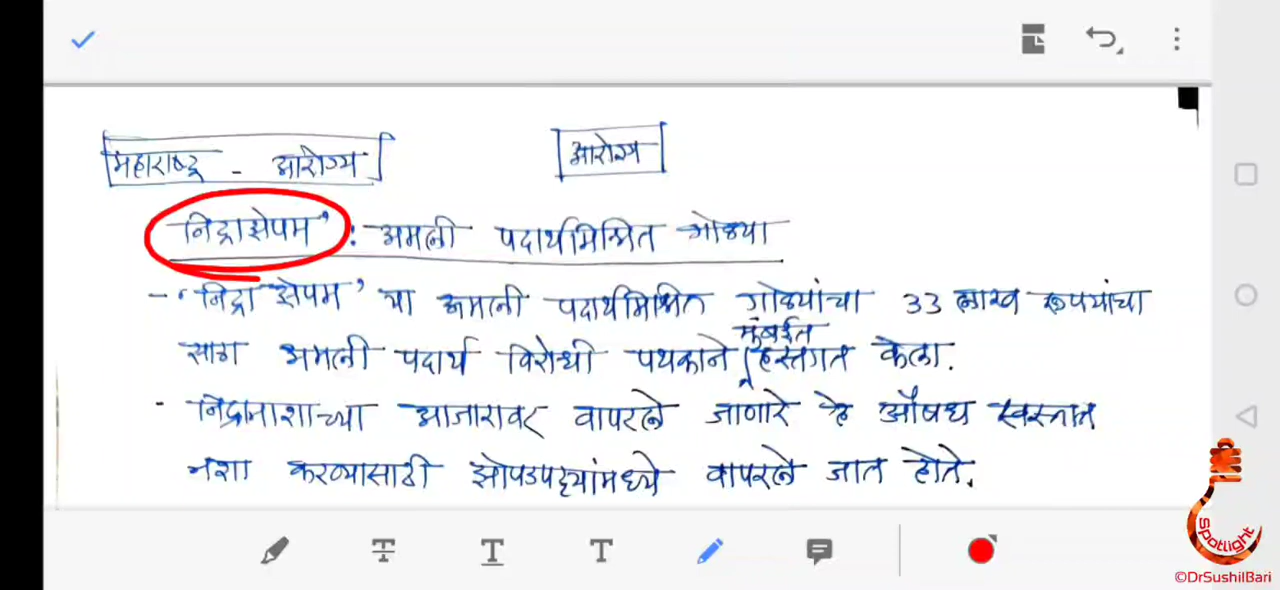 महाराष्ट्र - आरोग्य
आरोग्य
निद्राझेपम' : अमली पदार्थमिश्रित गोळ्या
- 'निद्राझेपम' च्या अमली पदार्थमिश्रित गोळ्यांचा 33 लाख रूपयांचा
साठा अमली पदार्थ विरोधी पथकाने मुंबईत हस्तगत केला.
- निद्रानाशाच्या आजारावर वापरले जाणारे हे औषध स्वस्तात
नशा करण्यासाठी झोपडपट्ट्यांमध्ये वापरले जात होते.
T T T
Spotlight
©DrSushilBari